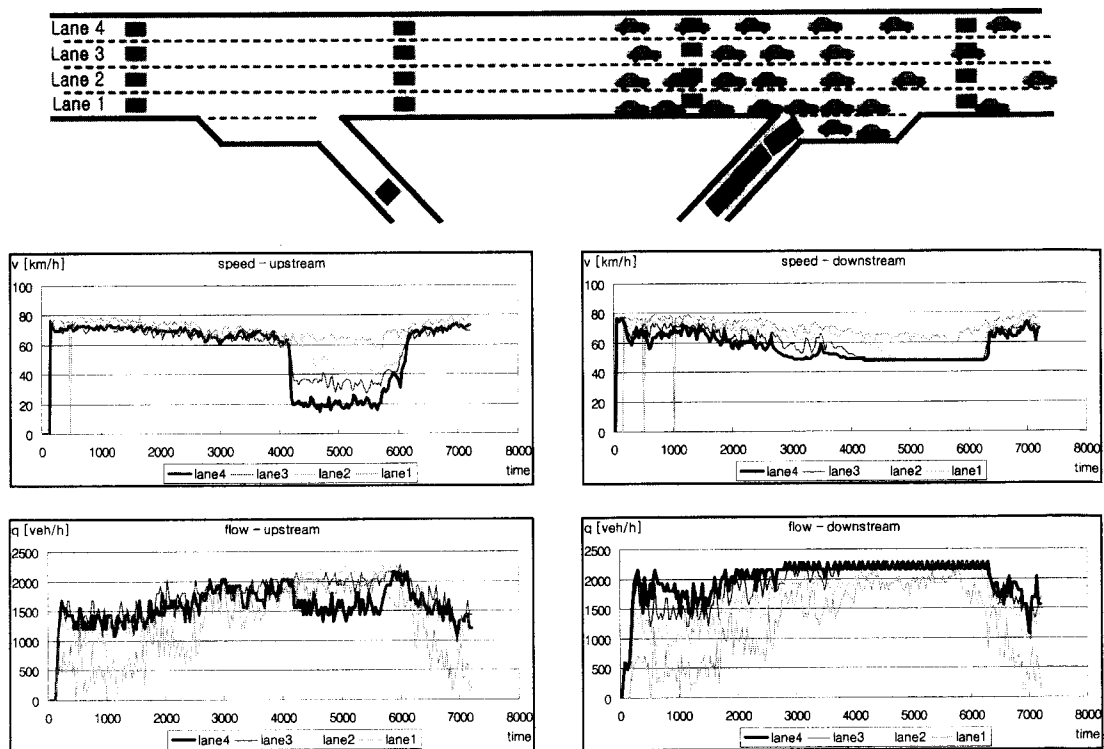 Lane 4
Lane 3
Lane 2
Lane 1
v [km/h]
speed - upstream
100
80
60
40
20
0
0 1000 2000 3000 4000 5000 6000 7000 8000
lane4 lane3 lane2 lane1
time
v [km/h]
speed - downstream
100
80
60
40
20
0
0 1000 2000 3000 4000 5000 6000 7000 8000
lane4 lane3 lane2 lane1
time
q [veh/h]
flow - upstream
2500
2000
1500
1000
500
0
0 1000 2000 3000 4000 5000 6000 7000 8000
lane4 lane3 lane2 lane1
time
q [veh/h]
flow - downstream
2500
2000
1500
1000
500
0
0 1000 2000 3000 4000 5000 6000 7000 8000
lane4 lane3 lane2 lane1
time